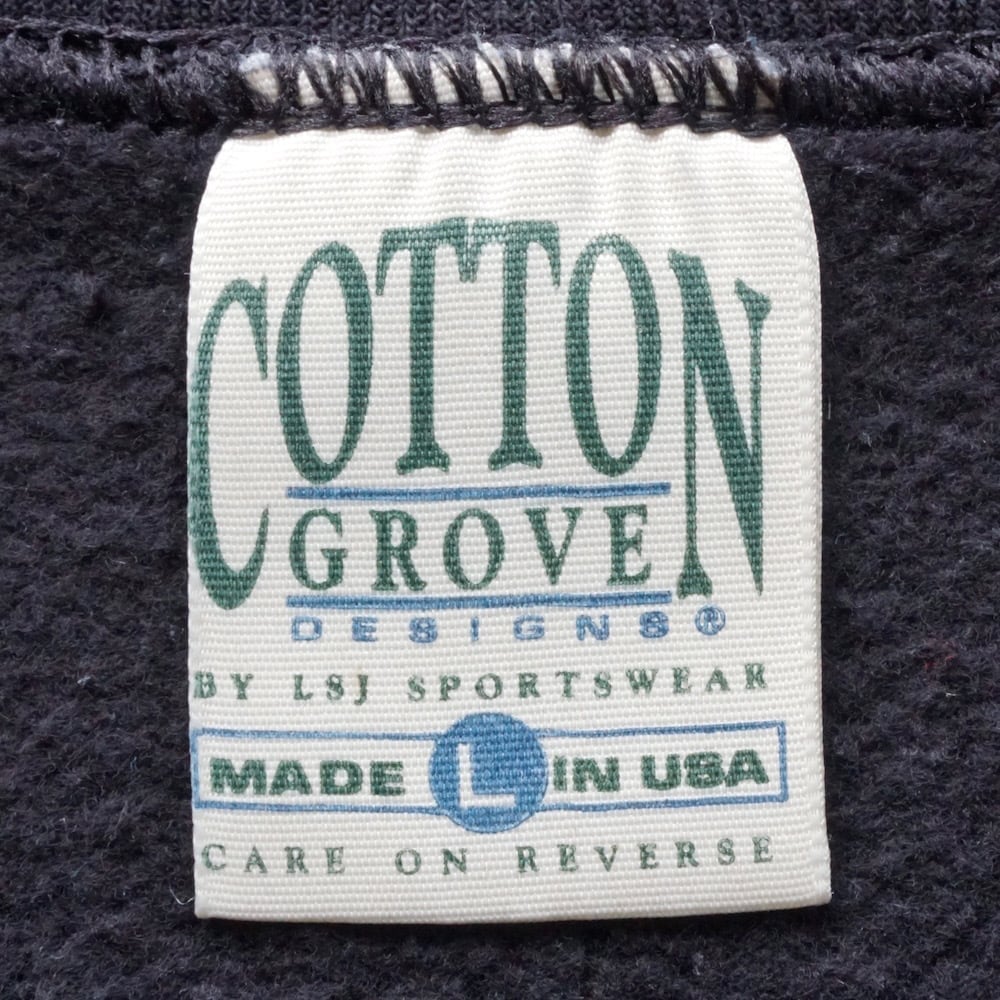 COTTON
GROVE
DESIGNS®
BY LSJ SPORTSWEAR
MADE L IN USA
CARE ON REVERSE